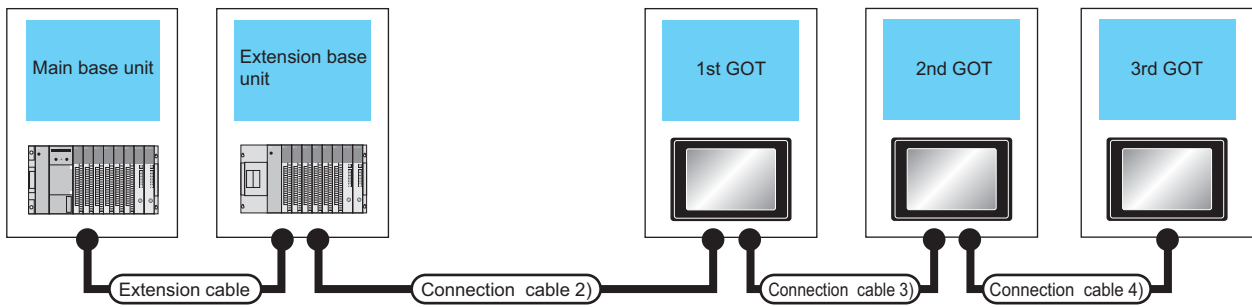 Main base unit
Extension base
unit
1st GOT
2nd GOT
3rd GOT
Extension cable
Connection cable 2)
Connection cable 3)
Connection cable 4)